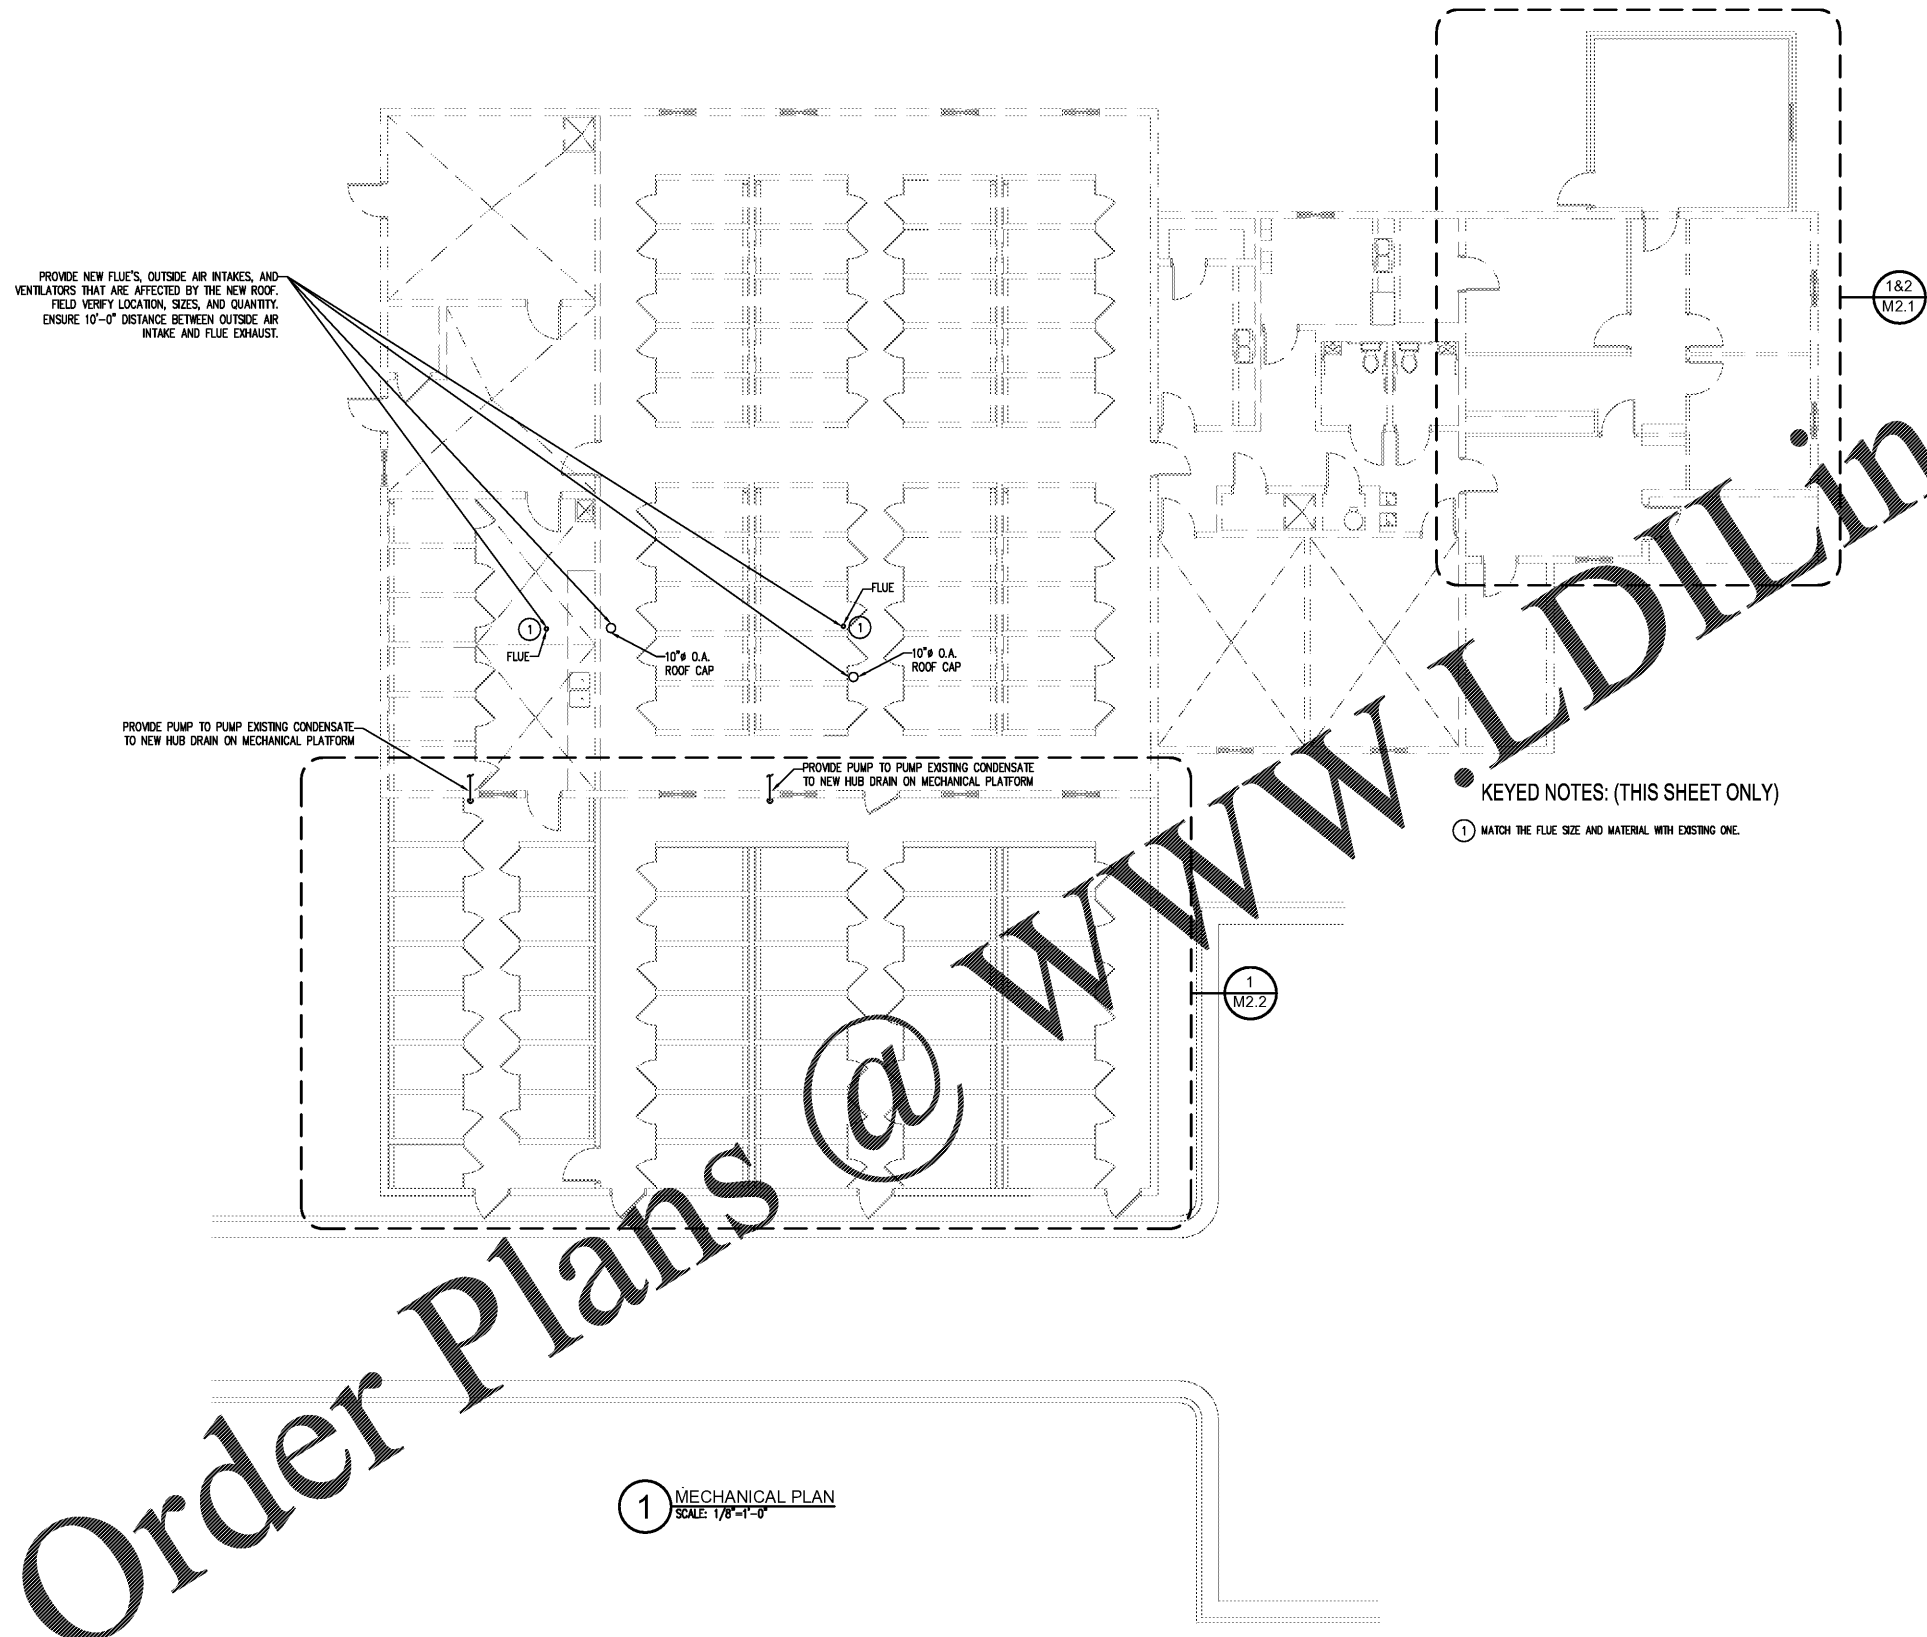 PROVIDE NEW FLUE'S, OUTSIDE AIR INTAKES, AND
VENTILATORS THAT ARE AFFECTED BY THE NEW ROOF.
FIELD VERIFY LOCATION, SIZES, AND QUANTITY.
ENSURE 10'-0" DISTANCE BETWEEN OUTSIDE AIR
INTAKE AND FLUE EXHAUST.
1&2
M2.1
FLUE
1
1
FLUE
10"ø O.A.
ROOF CAP
10"ø O.A.
ROOF CAP
PROVIDE PUMP TO PUMP EXISTING CONDENSATE
TO NEW HUB DRAIN ON MECHANICAL PLATFORM
PROVIDE PUMP TO PUMP EXISTING CONDENSATE
TO NEW HUB DRAIN ON MECHANICAL PLATFORM
KEYED NOTES: (THIS SHEET ONLY)
1 MATCH THE FLUE SIZE AND MATERIAL WITH EXISTING ONE.
1
M2.2
Order Plans @ www.LDILin
1 MECHANICAL PLAN
SCALE: 1/8"=1'-0"